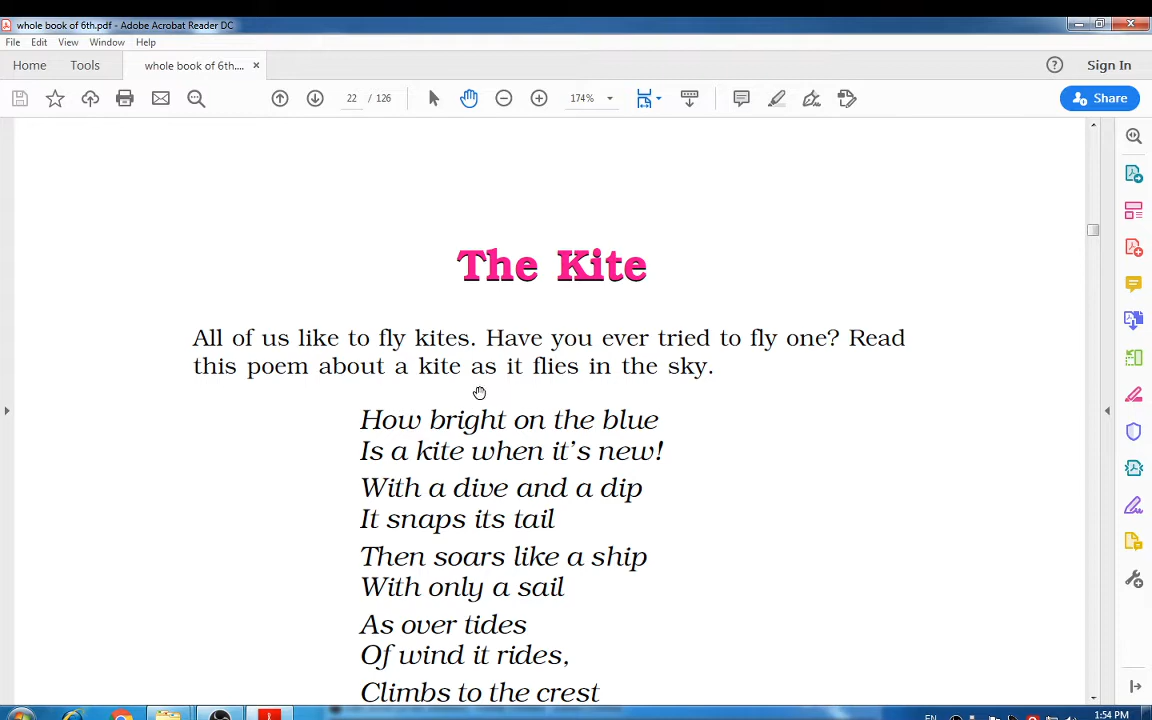 whole book of 6th.pdf - Adobe Acrobat Reader DC
File Edit View Window Help
Home Tools whole book of 6th.... × Sign In
22 / 126 174% Share
The Kite
All of us like to fly kites. Have you ever tried to fly one? Read
this poem about a kite as it flies in the sky.
How bright on the blue
Is a kite when it's new!
With a dive and a dip
It snaps its tail
Then soars like a ship
With only a sail
As over tides
Of wind it rides,
Climbs to the crest
EN 1:54 PM